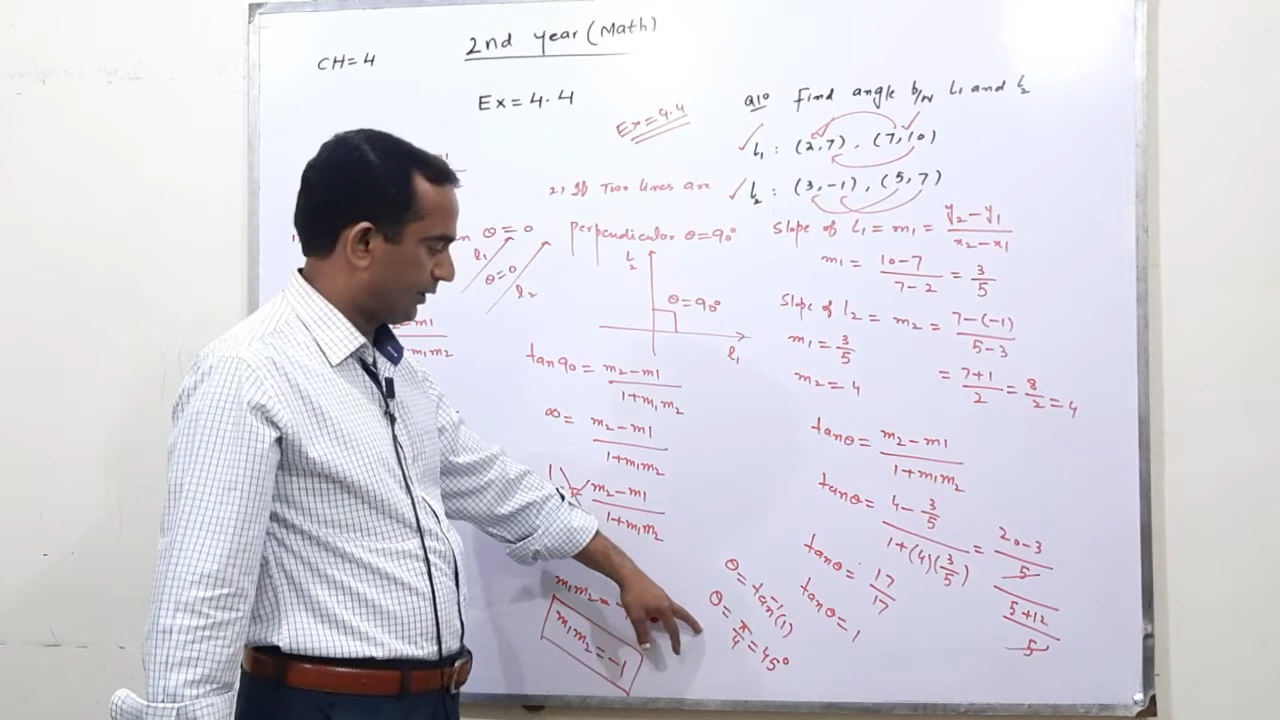 2nd year (Math)
CH = 4
Ex = 4.4
Ex = 4.4
Q1° Find angle b/w L1 and L2
L1 : (2,7) , (7,10)
L2 : (3,-1) , (5,7)
θ = 0
l1
θ=0
l2
-m1
m1m2
2, If Two lines are
perpendicular θ=90°
L2
θ=90°
l1
tan90 = m2-m1 / 1+m1m2
∞ = m2-m1 / 1+m1m2
1 m2-m1 / 1+m1m2
m1m2 = -
m1m2 = -1
Slope of L1 = m1 = y2-y1 / x2-x1
m1 = 10-7 / 7-2 = 3/5
Slope of l2 = m2 = 7-(-1) / 5-3
m1 = 3/5
m2 = 4
= 7+1 / 2 = 8/2 = 4
tanθ = m2-m1 / 1+m1m2
tanθ = 4-3/5 / 1+(4)(3/5) = 20-3 / 5 / 5+12 / 5
tanθ = 17/17
tanθ = 1
θ = tan⁻¹(1)
θ = π/4 = 45°